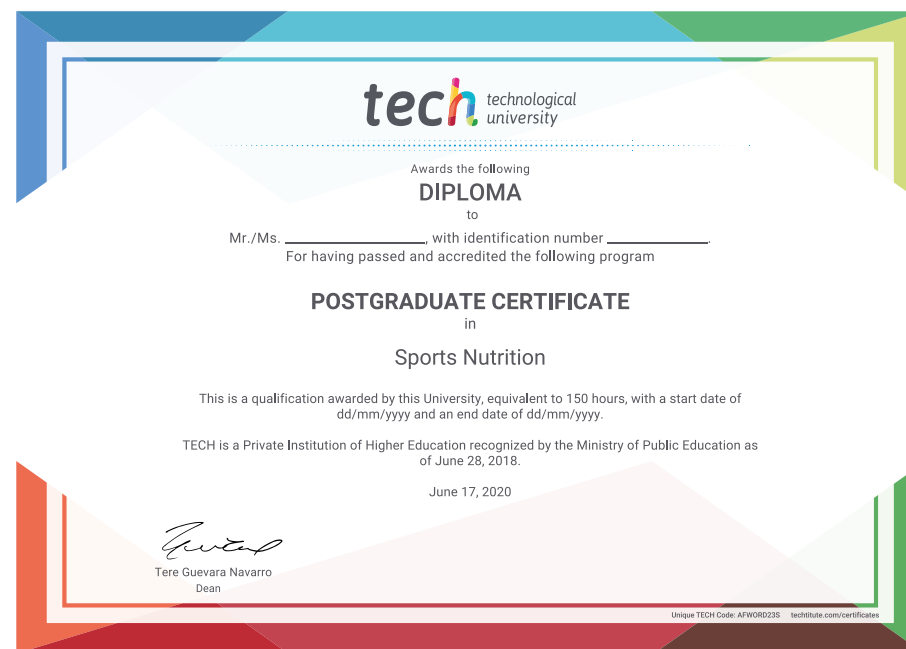 tech technological
university
Awards the following
DIPLOMA
to
Mr./Ms. ____________________, with identification number ______________.
For having passed and accredited the following program
POSTGRADUATE CERTIFICATE
in
Sports Nutrition
This is a qualification awarded by this University, equivalent to 150 hours, with a start date of
dd/mm/yyyy and an end date of dd/mm/yyyy.
TECH is a Private Institution of Higher Education recognized by the Ministry of Public Education as
of June 28, 2018.
June 17, 2020
Tere Guevara Navarro
Dean
Unique TECH Code: AFWORD23S techtitute.com/certificates